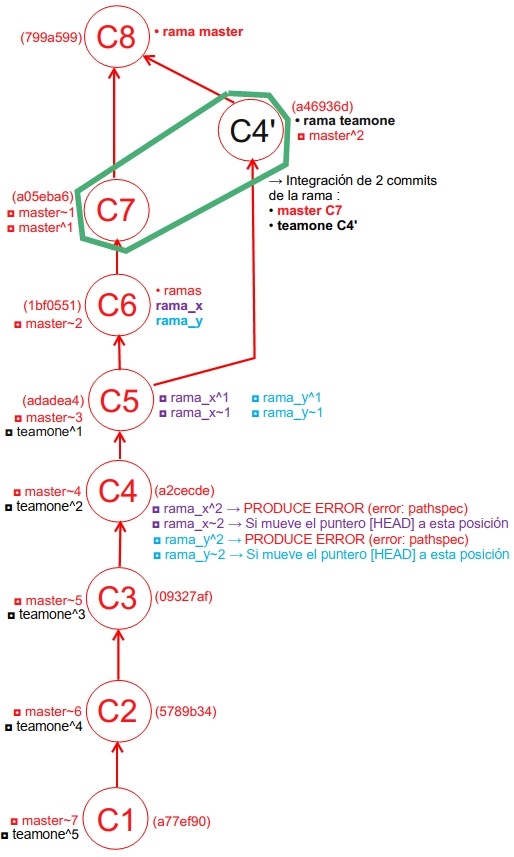 (799a599) C8 • rama master
(a46936d)
C4' • rama teamone
◘ master^2
→ Integración de 2 commits
de la rama :
• master C7
• teamone C4'
(a05eba6)
◘ master~1 C7
◘ master^1
(1bf0551) C6 • ramas
◘ master~2 rama_x
rama_y
(adadea4) C5 ◘ rama_x^1 ◘ rama_y^1
◘ master~3 ◘ rama_x~1 ◘ rama_y~1
◘ teamone^1
◘ master~4 C4 (a2cecde)
◘ teamone^2
◘ rama_x^2 → PRODUCE ERROR (error: pathspec)
◘ rama_x~2 → Si mueve el puntero [HEAD] a esta posición
◘ rama_y^2 → PRODUCE ERROR (error: pathspec)
◘ rama_y~2 → Si mueve el puntero [HEAD] a esta posición
◘ master~5 C3 (09327af)
◘ teamone^3
◘ master~6 C2 (5789b34)
◘ teamone^4
◘ master~7 C1 (a77ef90)
◘ teamone^5